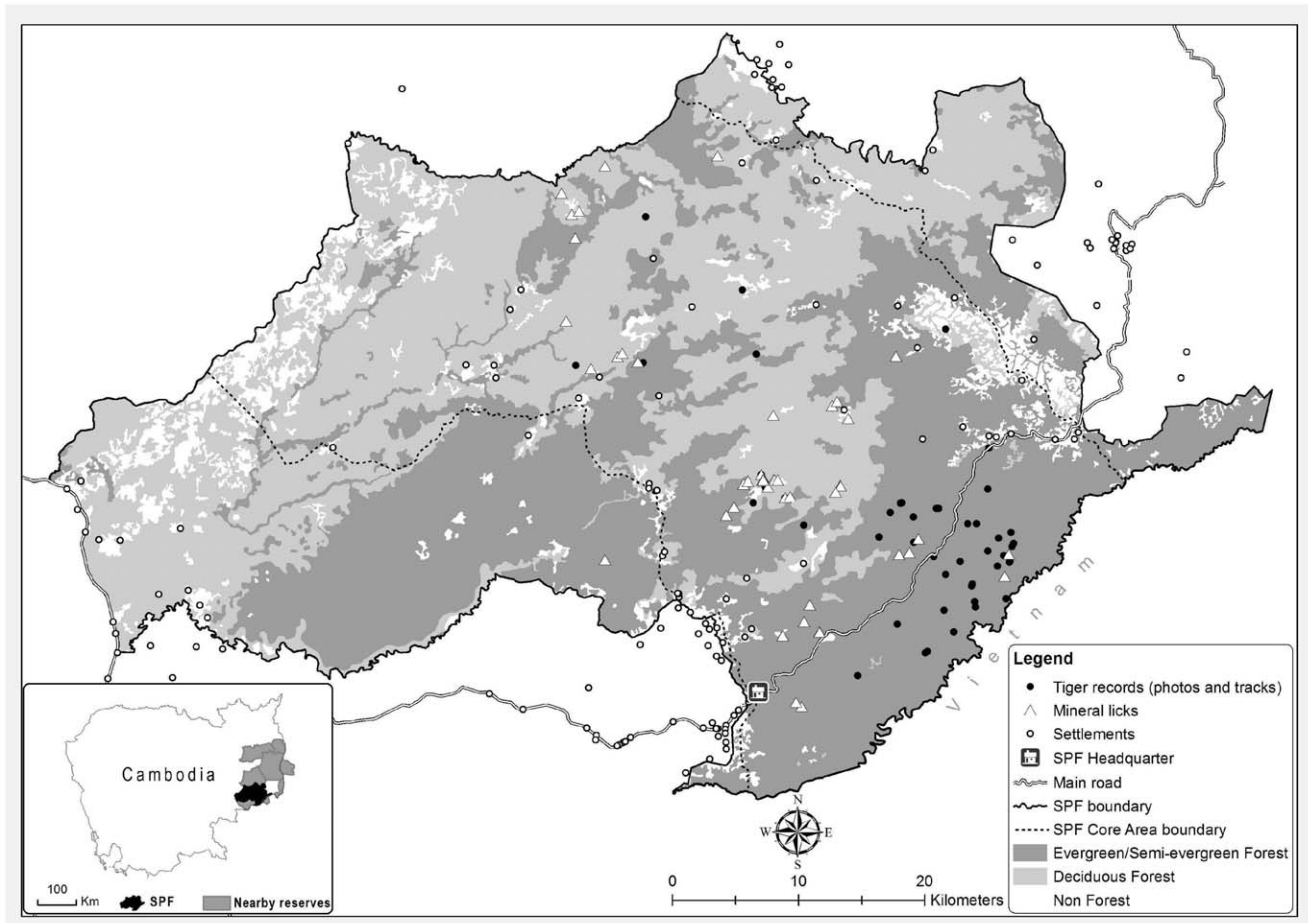 Vietnam
Legend
Tiger records (photos and tracks)
Mineral licks
Settlements
SPF Headquarter
Main road
SPF boundary
SPF Core Area boundary
Evergreen/Semi-evergreen Forest
Deciduous Forest
Non Forest
Cambodia
100
Km
SPF
Nearby reserves
N
W
E
S
0 10 20
Kilometers